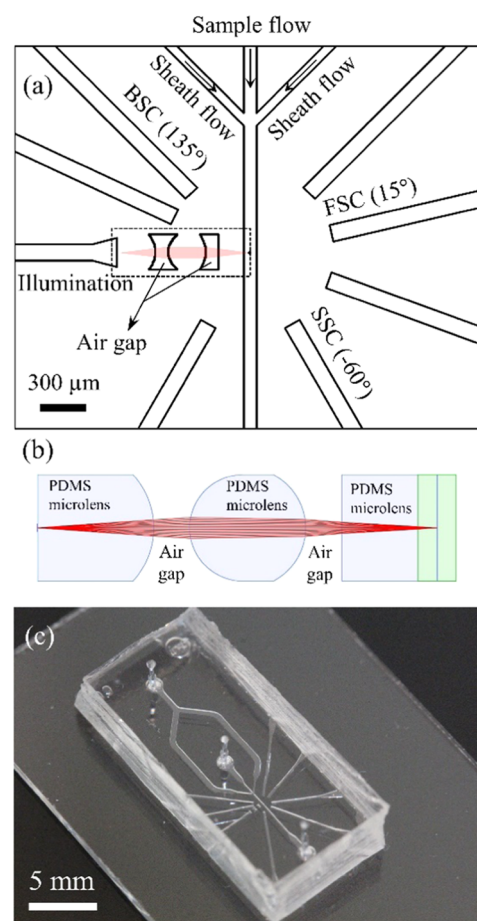 Sample flow
(a)
Sheath flow
Sheath flow
BSC (135°)
FSC (15°)
Illumination
SSC (-60°)
Air gap
300 µm
(b)
PDMS
microlens
PDMS
microlens
PDMS
microlens
Air
gap
Air
gap
(c)
5 mm